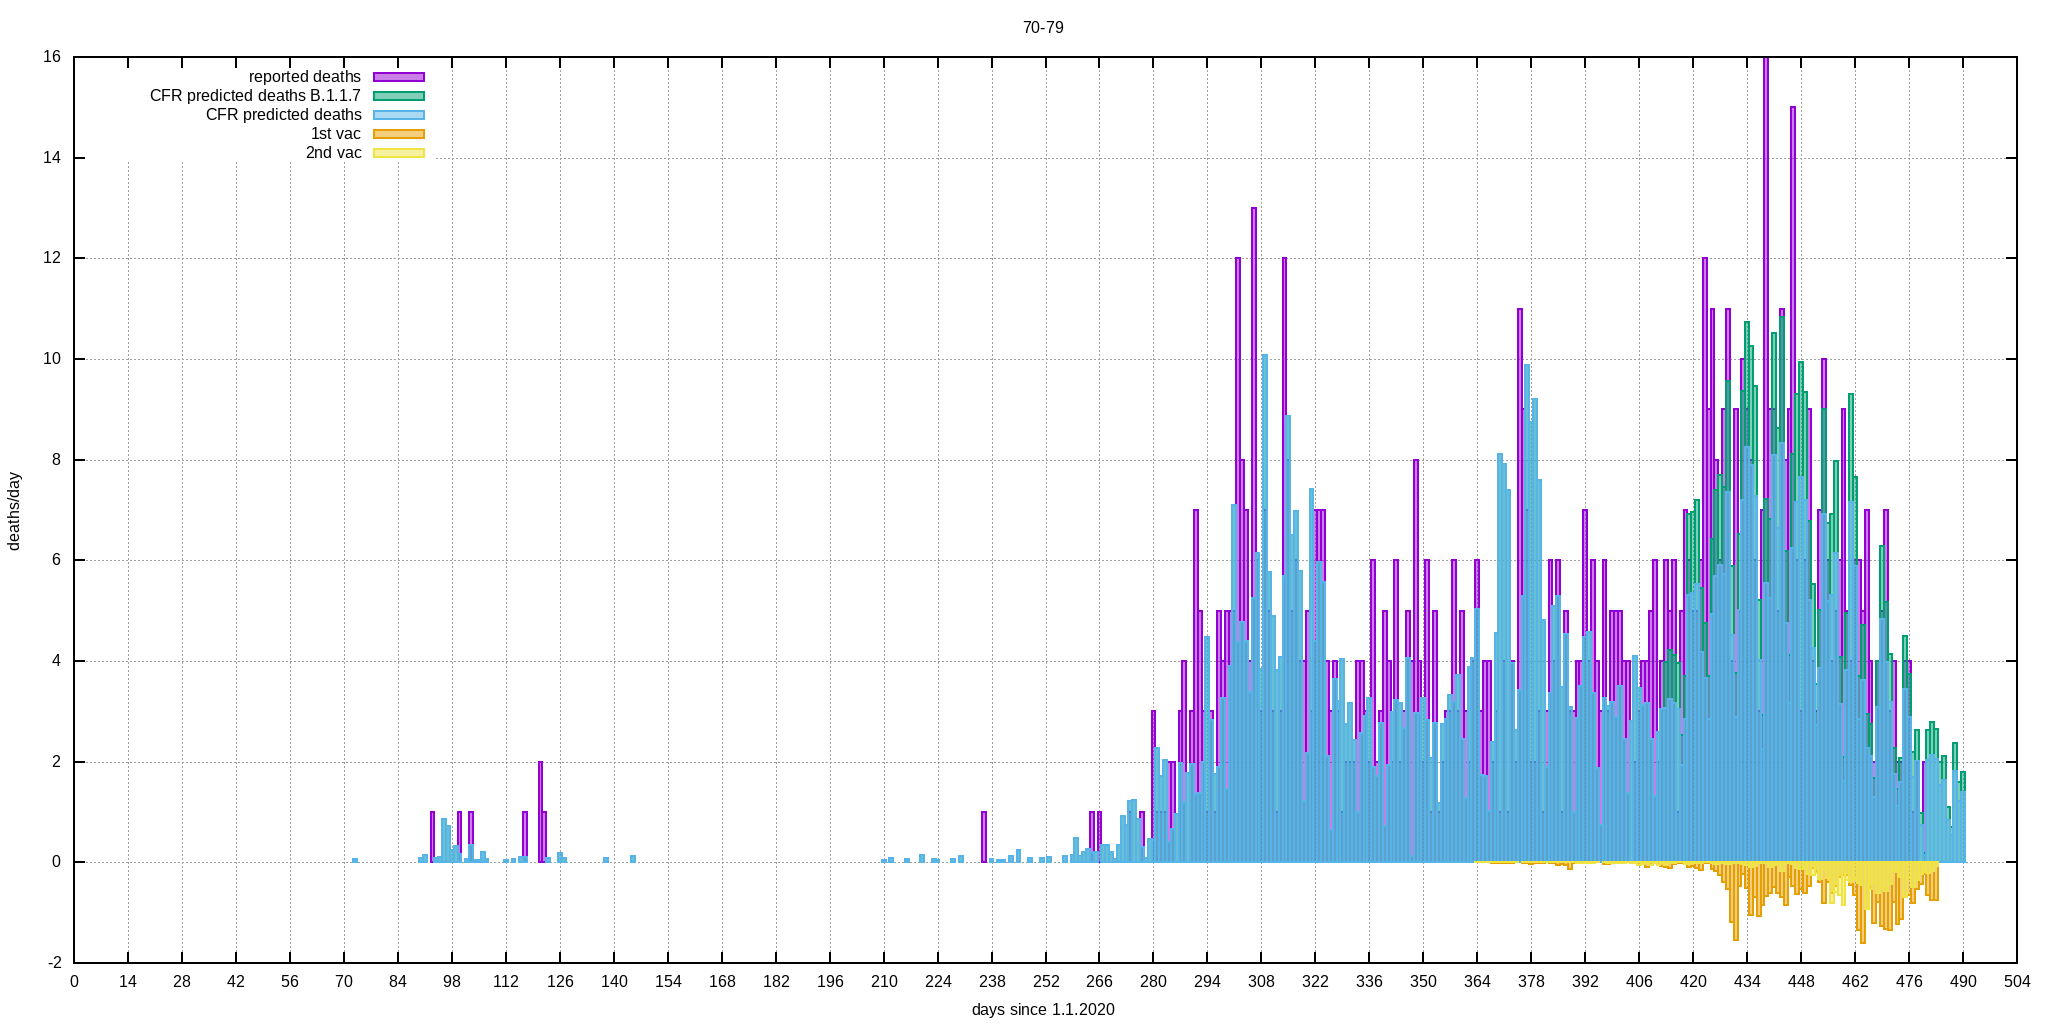 70-79
16
14
12
10
8
6
4
2
0
-2
deaths/day
reported deaths
CFR predicted deaths B.1.1.7
CFR predicted deaths
1st vac
2nd vac
0 14 28 42 56 70 84 98 112 126 140 154 168 182 196 210 224 238 252 266 280 294 308 322 336 350 364 378 392 406 420 434 448 462 476 490 504
days since 1.1.2020